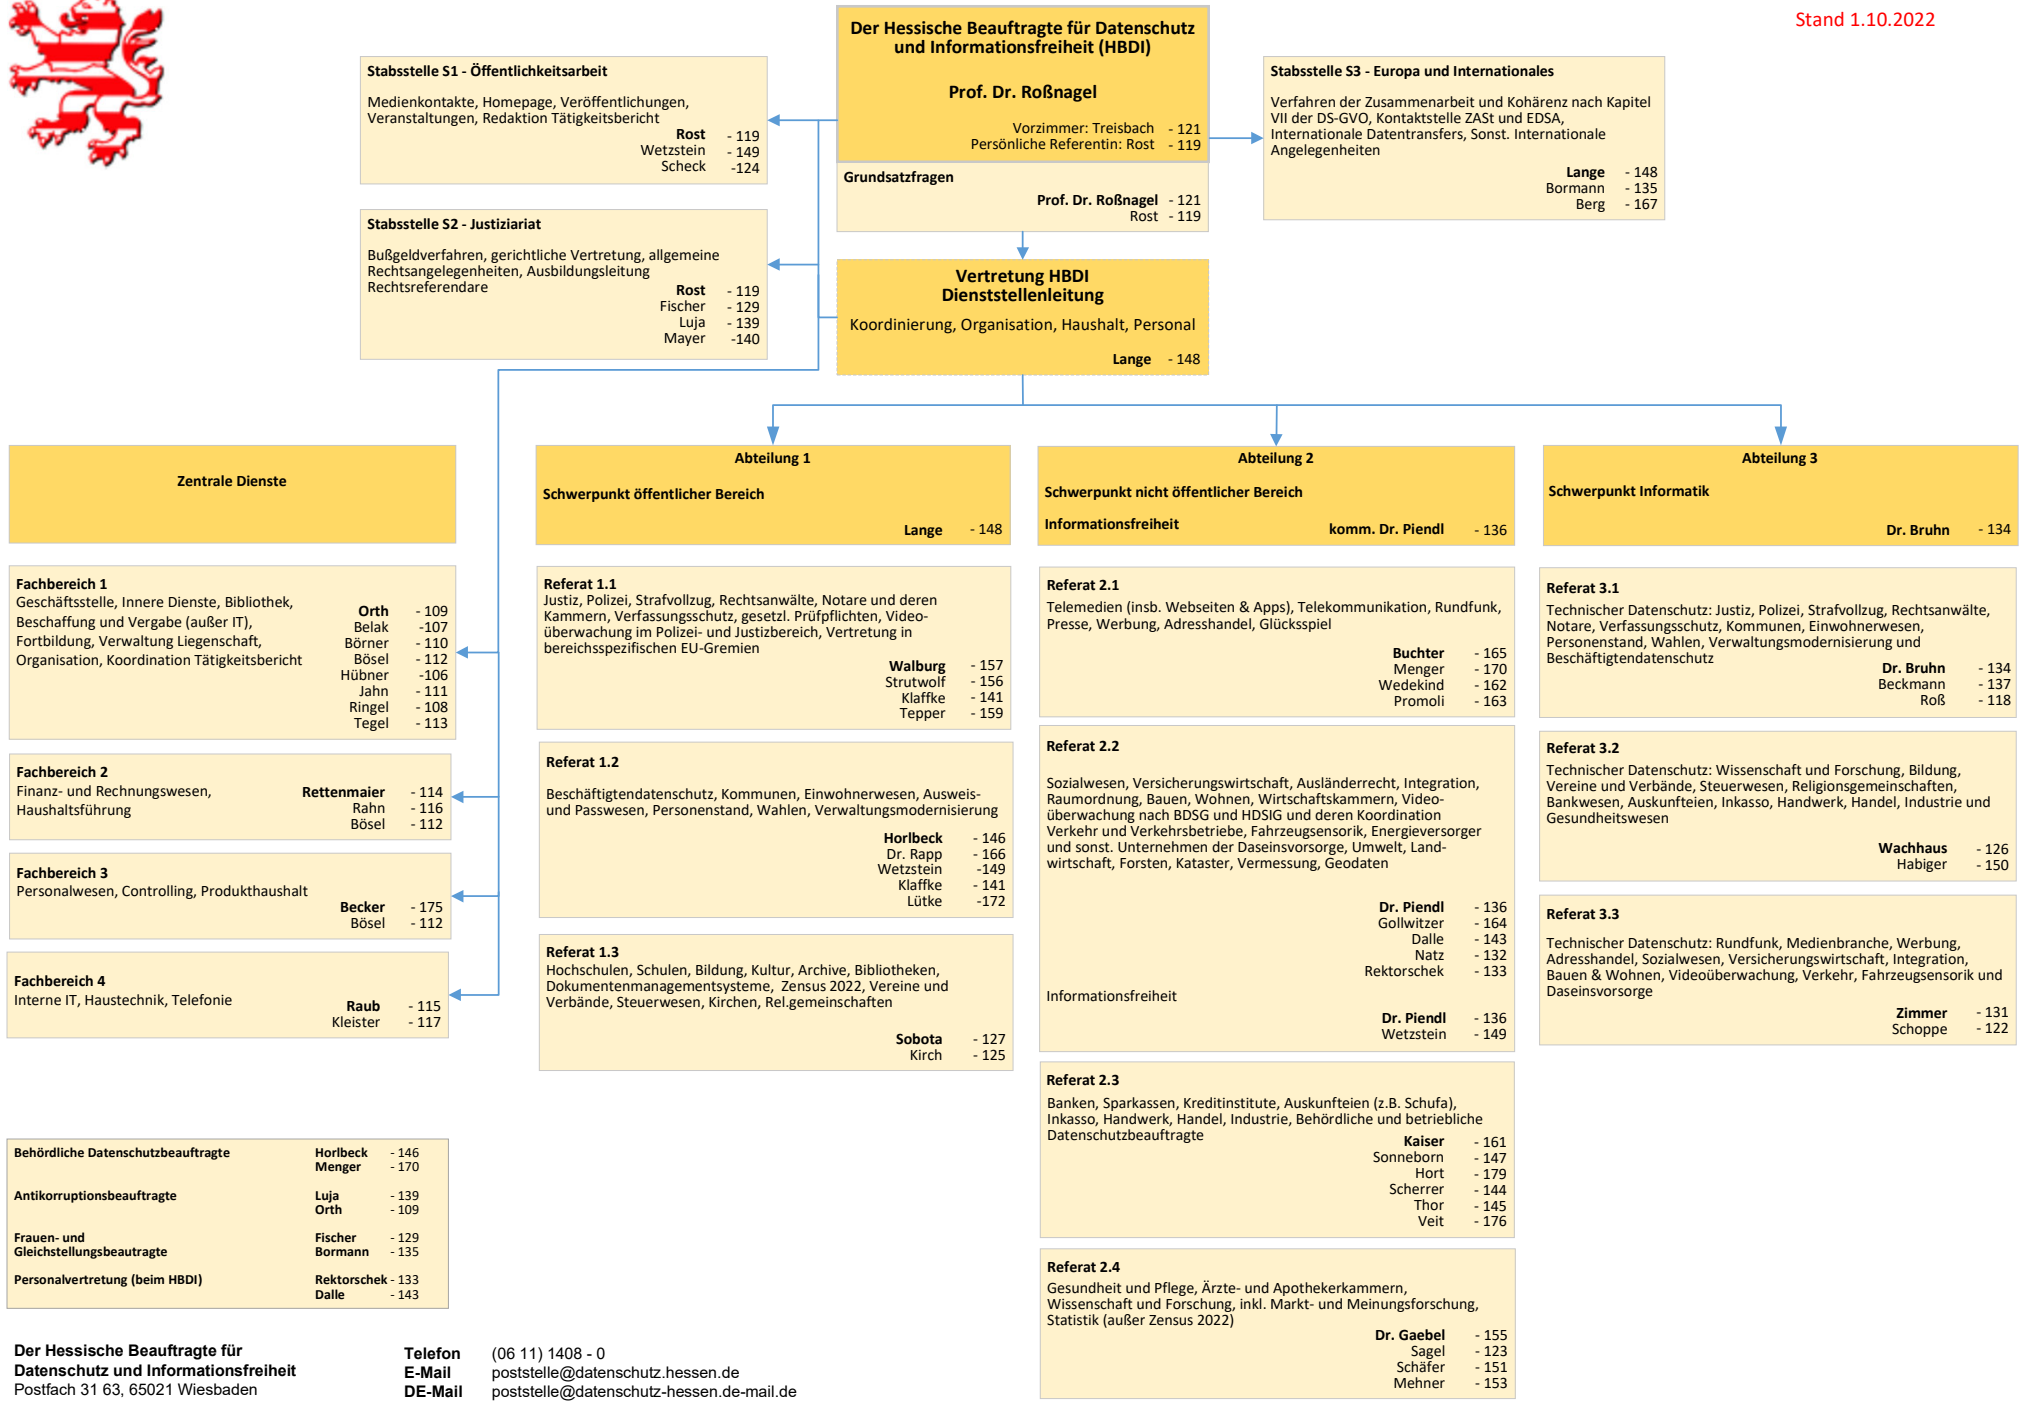 Stand 1.10.2022
Der Hessische Beauftragte für Datenschutz
und Informationsfreiheit (HBDI)
Prof. Dr. Roßnagel
Vorzimmer: Treisbach - 121
Persönliche Referentin: Rost - 119
Grundsatzfragen
Prof. Dr. Roßnagel - 121
Rost - 119
Stabsstelle S1 - Öffentlichkeitsarbeit
Medienkontakte, Homepage, Veröffentlichungen,
Veranstaltungen, Redaktion Tätigkeitsbericht
Rost - 119
Wetzstein - 149
Scheck -124
Stabsstelle S2 - Justiziariat
Bußgeldverfahren, gerichtliche Vertretung, allgemeine
Rechtsangelegenheiten, Ausbildungsleitung
Rechtsreferendare
Rost - 119
Fischer - 129
Luja - 139
Mayer -140
Stabsstelle S3 - Europa und Internationales
Verfahren der Zusammenarbeit und Kohärenz nach Kapitel
VII der DS-GVO, Kontaktstelle ZASt und EDSA,
Internationale Datentransfers, Sonst. Internationale
Angelegenheiten
Lange - 148
Bormann - 135
Berg - 167
Vertretung HBDI
Dienststellenleitung
Koordinierung, Organisation, Haushalt, Personal
Lange - 148
Zentrale Dienste
Fachbereich 1
Geschäftsstelle, Innere Dienste, Bibliothek,
Beschaffung und Vergabe (außer IT),
Fortbildung, Verwaltung Liegenschaft,
Organisation, Koordination Tätigkeitsbericht
Orth - 109
Belak -107
Börner - 110
Bösel - 112
Hübner -106
Jahn - 111
Ringel - 108
Tegel - 113
Fachbereich 2
Finanz- und Rechnungswesen,
Haushaltsführung
Rettenmaier - 114
Rahn - 116
Bösel - 112
Fachbereich 3
Personalwesen, Controlling, Produkthaushalt
Becker - 175
Bösel - 112
Fachbereich 4
Interne IT, Haustechnik, Telefonie
Raub - 115
Kleister - 117
Abteilung 1
Schwerpunkt öffentlicher Bereich
Lange - 148
Referat 1.1
Justiz, Polizei, Strafvollzug, Rechtsanwälte, Notare und deren
Kammern, Verfassungsschutz, gesetzl. Prüfpflichten, Video-
überwachung im Polizei- und Justizbereich, Vertretung in
bereichsspezifischen EU-Gremien
Walburg - 157
Strutwolf - 156
Klaffke - 141
Tepper - 159
Referat 1.2
Beschäftigtendatenschutz, Kommunen, Einwohnerwesen, Ausweis-
und Passwesen, Personenstand, Wahlen, Verwaltungsmodernisierung
Horlbeck - 146
Dr. Rapp - 166
Wetzstein -149
Klaffke - 141
Lütke -172
Referat 1.3
Hochschulen, Schulen, Bildung, Kultur, Archive, Bibliotheken,
Dokumentenmanagementsysteme, Zensus 2022, Vereine und
Verbände, Steuerwesen, Kirchen, Rel.gemeinschaften
Sobota - 127
Kirch - 125
Abteilung 2
Schwerpunkt nicht öffentlicher Bereich
Informationsfreiheit komm. Dr. Piendl - 136
Referat 2.1
Telemedien (insb. Webseiten & Apps), Telekommunikation, Rundfunk,
Presse, Werbung, Adresshandel, Glücksspiel
Buchter - 165
Menger - 170
Wedekind - 162
Promoli - 163
Referat 2.2
Sozialwesen, Versicherungswirtschaft, Ausländerrecht, Integration,
Raumordnung, Bauen, Wohnen, Wirtschaftskammern, Video-
überwachung nach BDSG und HDSIG und deren Koordination
Verkehr und Verkehrsbetriebe, Fahrzeugsensorik, Energieversorger
und sonst. Unternehmen der Daseinsvorsorge, Umwelt, Land-
wirtschaft, Forsten, Kataster, Vermessung, Geodaten
Dr. Piendl - 136
Gollwitzer - 164
Dalle - 143
Natz - 132
Rektorschek - 133
Informationsfreiheit
Dr. Piendl - 136
Wetzstein - 149
Referat 2.3
Banken, Sparkassen, Kreditinstitute, Auskunfteien (z.B. Schufa),
Inkasso, Handwerk, Handel, Industrie, Behördliche und betriebliche
Datenschutzbeauftragte
Kaiser - 161
Sonneborn - 147
Hort - 179
Scherrer - 144
Thor - 145
Veit - 176
Referat 2.4
Gesundheit und Pflege, Ärzte- und Apothekerkammern,
Wissenschaft und Forschung, inkl. Markt- und Meinungsforschung,
Statistik (außer Zensus 2022)
Dr. Gaebel - 155
Sagel - 123
Schäfer - 151
Mehner - 153
Abteilung 3
Schwerpunkt Informatik
Dr. Bruhn - 134
Referat 3.1
Technischer Datenschutz: Justiz, Polizei, Strafvollzug, Rechtsanwälte,
Notare, Verfassungsschutz, Kommunen, Einwohnerwesen,
Personenstand, Wahlen, Verwaltungsmodernisierung und
Beschäftigtendatenschutz
Dr. Bruhn - 134
Beckmann - 137
Roß - 118
Referat 3.2
Technischer Datenschutz: Wissenschaft und Forschung, Bildung,
Vereine und Verbände, Steuerwesen, Religionsgemeinschaften,
Bankwesen, Auskunfteien, Inkasso, Handwerk, Handel, Industrie und
Gesundheitswesen
Wachhaus - 126
Habiger - 150
Referat 3.3
Technischer Datenschutz: Rundfunk, Medienbranche, Werbung,
Adresshandel, Sozialwesen, Versicherungswirtschaft, Integration,
Bauen & Wohnen, Videoüberwachung, Verkehr, Fahrzeugsensorik und
Daseinsvorsorge
Zimmer - 131
Schoppe - 122
Behördliche Datenschutzbeauftragte Horlbeck - 146
Menger - 170
Antikorruptionsbeauftragte Luja - 139
Orth - 109
Frauen- und Fischer - 129
Gleichstellungsbeautragte Bormann - 135
Personalvertretung (beim HBDI) Rektorschek - 133
Dalle - 143
Der Hessische Beauftragte für
Datenschutz und Informationsfreiheit
Postfach 31 63, 65021 Wiesbaden
Telefon (06 11) 1408 - 0
E-Mail poststelle@datenschutz.hessen.de
DE-Mail poststelle@datenschutz-hessen.de-mail.de